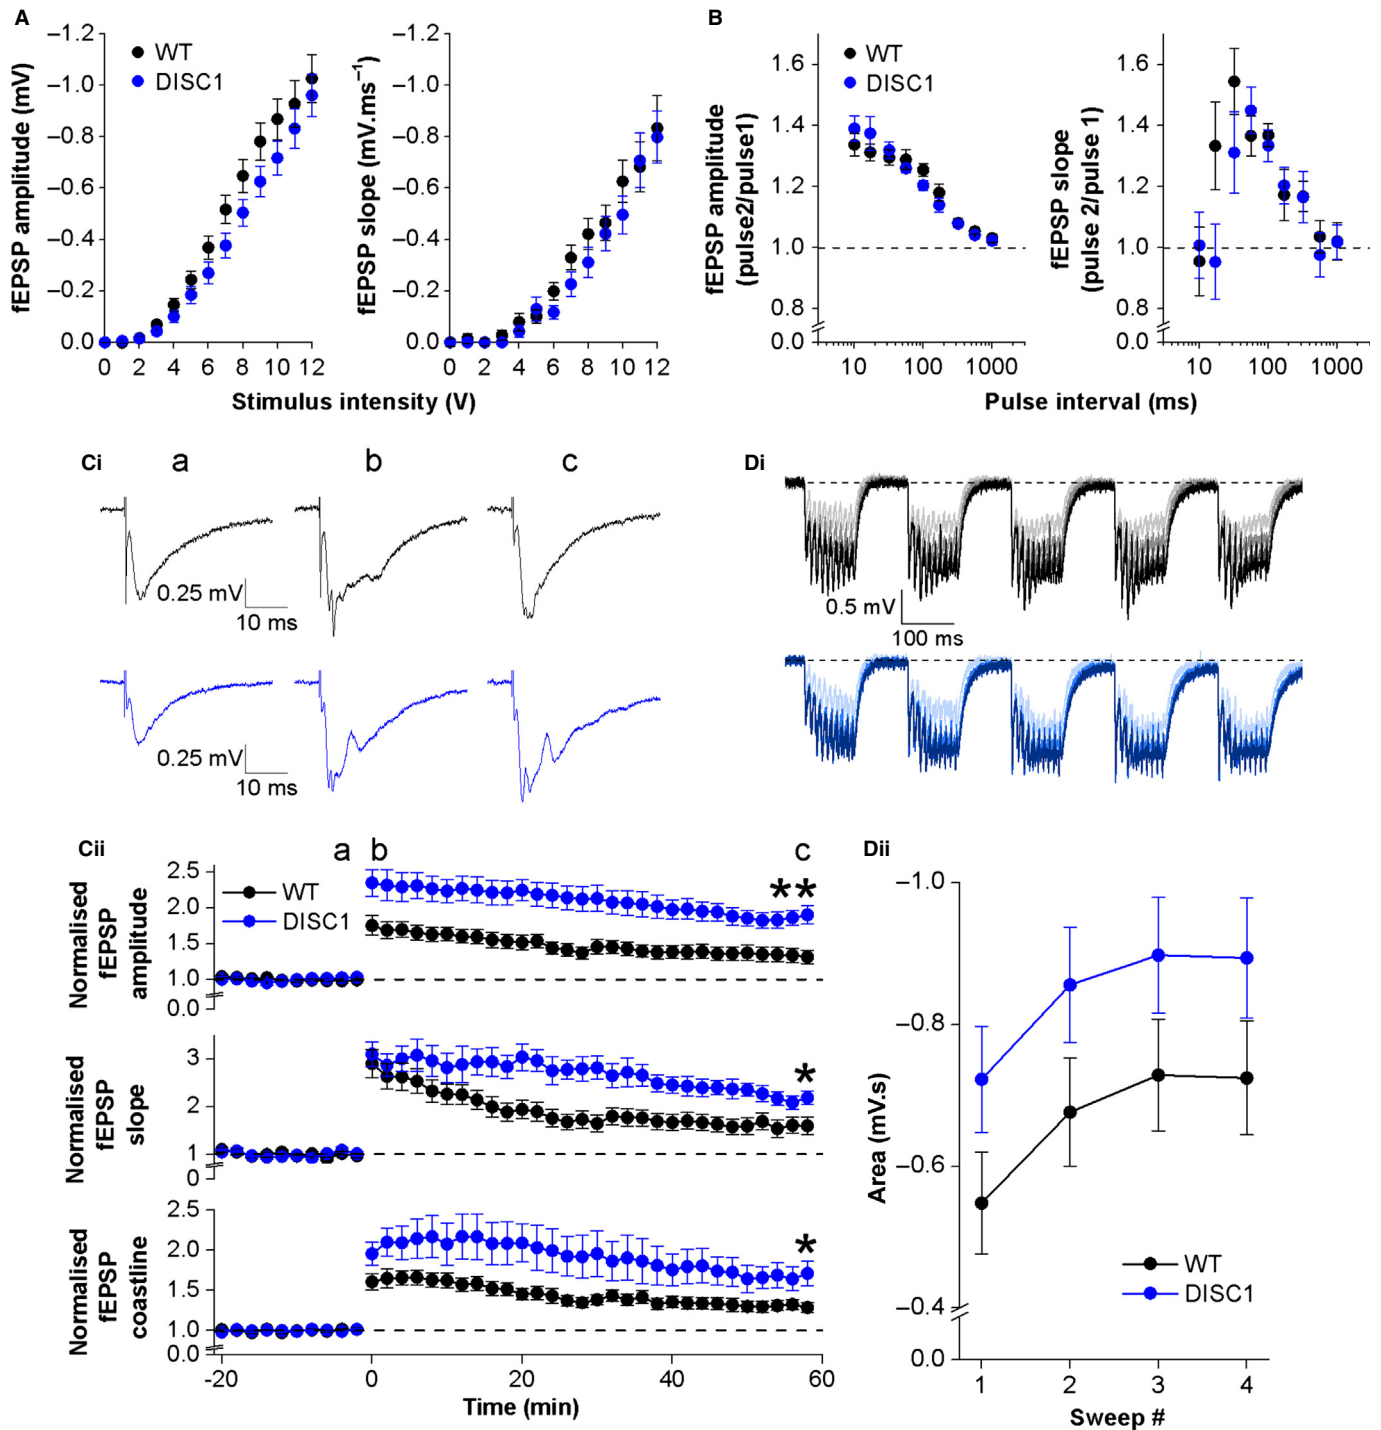 A
fEPSP amplitude (mV)
–1.2
–1.0
–0.8
–0.6
–0.4
–0.2
0.0
WT
DISC1
0 2 4 6 8 10 12
fEPSP slope (mV.ms⁻¹)
–1.2
–1.0
–0.8
–0.6
–0.4
–0.2
0.0
0 2 4 6 8 10 12
Stimulus intensity (V)
B
fEPSP amplitude
(pulse2/pulse1)
1.6
1.4
1.2
1.0
0.8
0.0
WT
DISC1
10 100 1000
fEPSP slope
(pulse 2/pulse 1)
1.6
1.4
1.2
1.0
0.8
0.0
10 100 1000
Pulse interval (ms)
Ci
a b c
0.25 mV
10 ms
0.25 mV
10 ms
Di
0.5 mV
100 ms
Cii
a b c
Normalised
fEPSP
amplitude
2.5
2.0
1.5
1.0
0.0
WT
DISC1
**
Normalised
fEPSP
slope
3
2
1
0
*
Normalised
fEPSP
coastline
2.5
2.0
1.5
1.0
0.0
*
-20 0 20 40 60
Time (min)
Dii
Area (mV.s)
–1.0
–0.8
–0.6
–0.4
0.0
WT
DISC1
1 2 3 4
Sweep #